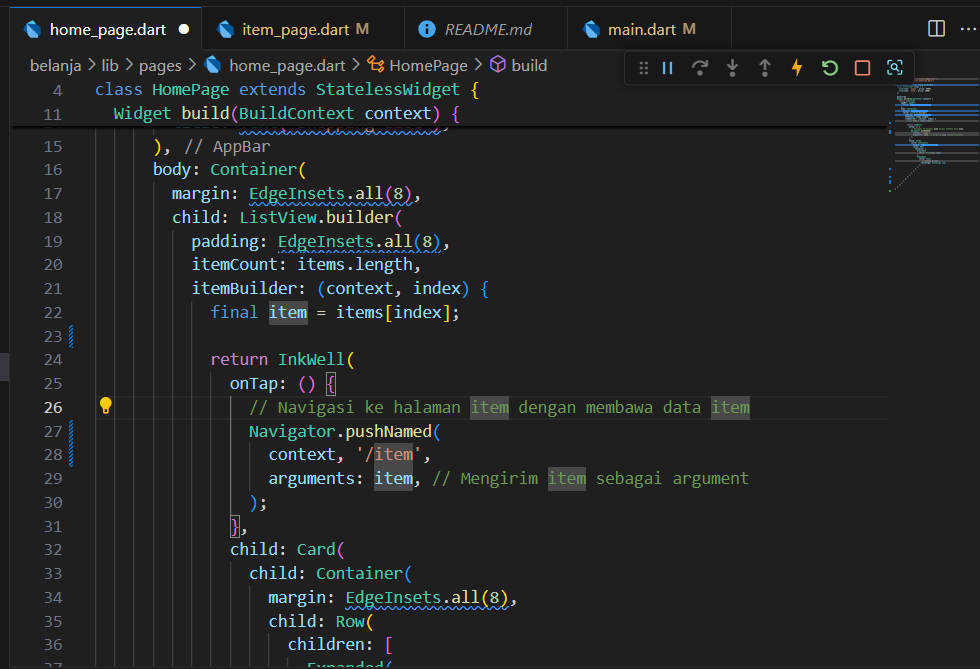 home_page.dart
item_page.dart M
README.md
main.dart M
belanja > lib > pages > home_page.dart > HomePage > build
4 class HomePage extends StatelessWidget {
11 Widget build(BuildContext context) {
15 ), // AppBar
16 body: Container(
17 margin: EdgeInsets.all(8),
18 child: ListView.builder(
19 padding: EdgeInsets.all(8),
20 itemCount: items.length,
21 itemBuilder: (context, index) {
22 final item = items[index];
23
24 return InkWell(
25 onTap: () {
26 // Navigasi ke halaman item dengan membawa data item
27 Navigator.pushNamed(
28 context, '/item',
29 arguments: item, // Mengirim item sebagai argument
30 );
31 },
32 child: Card(
33 child: Container(
34 margin: EdgeInsets.all(8),
35 child: Row(
36 children: [
37 Expanded(